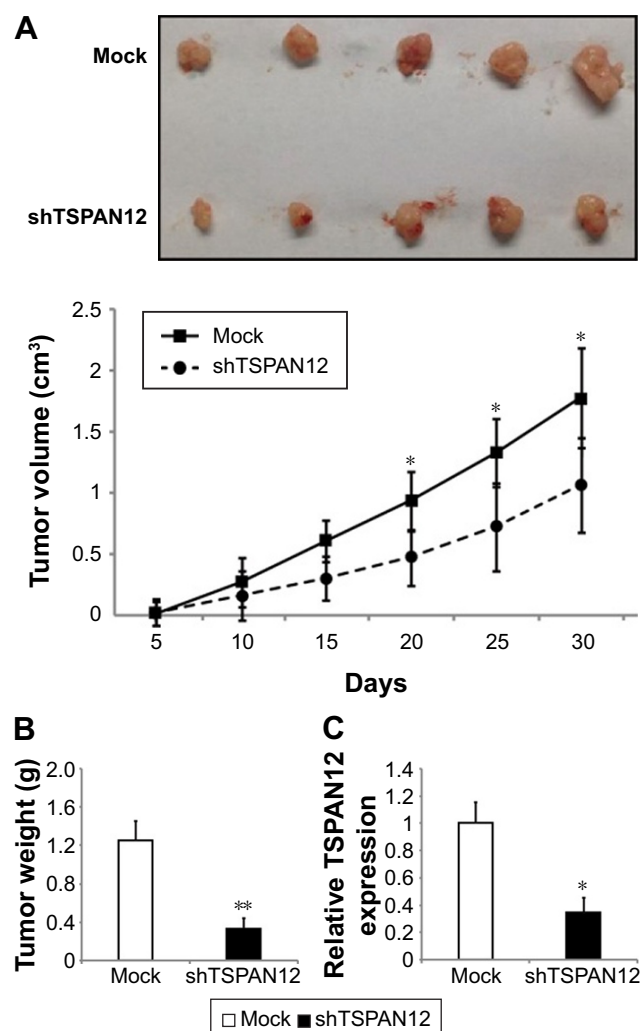 A
Mock
shTSPAN12
Tumor volume (cm³)
2.5
2
1.5
1
0.5
0
Mock
shTSPAN12
*
*
*
5 10 15 20 25 30
Days
B
Tumor weight (g)
2.0
1.6
1.2
0.8
0.4
0
**
Mock shTSPAN12
C
Relative TSPAN12
expression
1.4
1.2
1
0.8
0.6
0.4
0.2
0
*
Mock shTSPAN12
Mock shTSPAN12